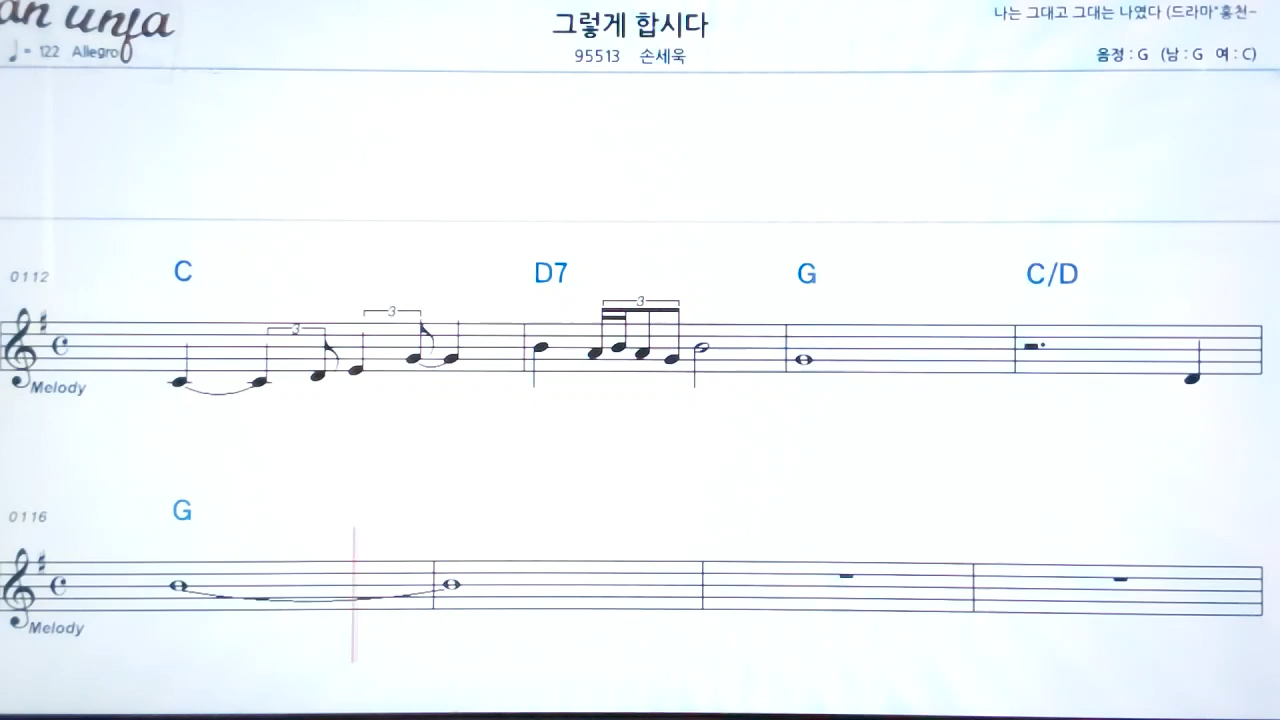 an unfa
그렇게 합시다
나는 그대고 그대는 나였다 (드라마"홍천-
♩= 122 Allegro
95513 손세욱
음정 : G (남 : G 여 : C)
C D7 G C/D
0112
3 3 3
Melody
G
0116
Melody